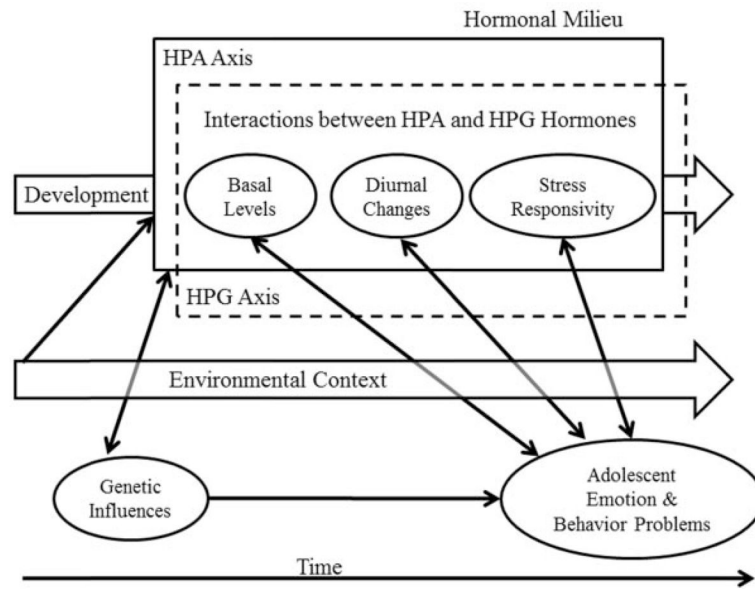 Hormonal Milieu
HPA Axis
Interactions between HPA and HPG Hormones
Development
Basal
Levels
Diurnal
Changes
Stress
Responsivity
HPG Axis
Environmental Context
Genetic
Influences
Adolescent
Emotion &
Behavior Problems
Time